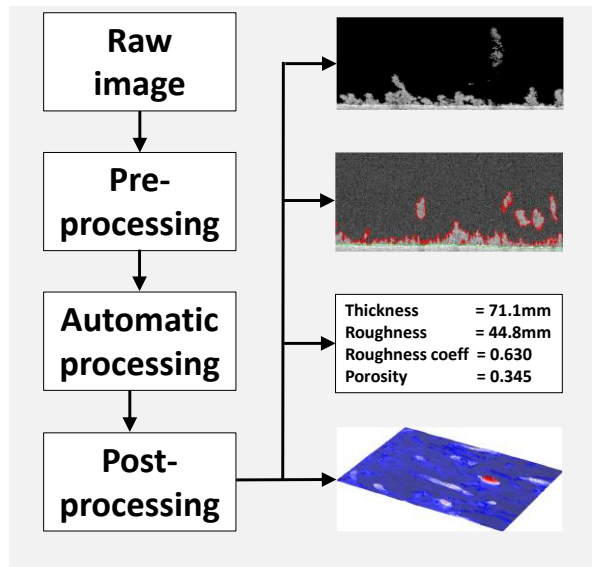 Raw
image
Pre-
processing
Automatic
processing
Post-
processing
Thickness = 71.1mm
Roughness = 44.8mm
Roughness coeff = 0.630
Porosity = 0.345